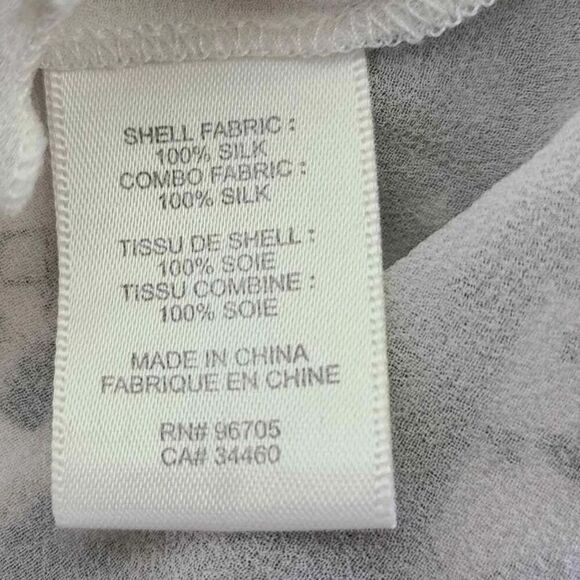 SHELL FABRIC :
100% SILK
COMBO FABRIC :
100% SILK
TISSU DE SHELL :
100% SOIE
TISSU COMBINE :
100% SOIE
MADE IN CHINA
FABRIQUE EN CHINE
RN# 96705
CA# 34460